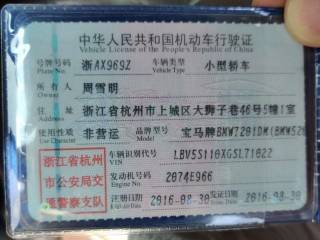 中华人民共和国机动车行驶证
Vehicle License of the People's Republic of China
号牌号码 浙AX969Z 车辆类型 小型轿车
Plate No. Vehicle Type
所有人 周雪明
Owner
住址 浙江省杭州市上城区大狮子巷46号5幢1室
Address
使用性质 非营运 品牌型号 宝马牌BMW7201DM(BMW526
浙江省杭州 车辆识别代号
VIN
市公安局交 发动机号码 2074E966
Engine No.
通警察支队 注册日期 2016-08-30 发证日期 2016-08-30